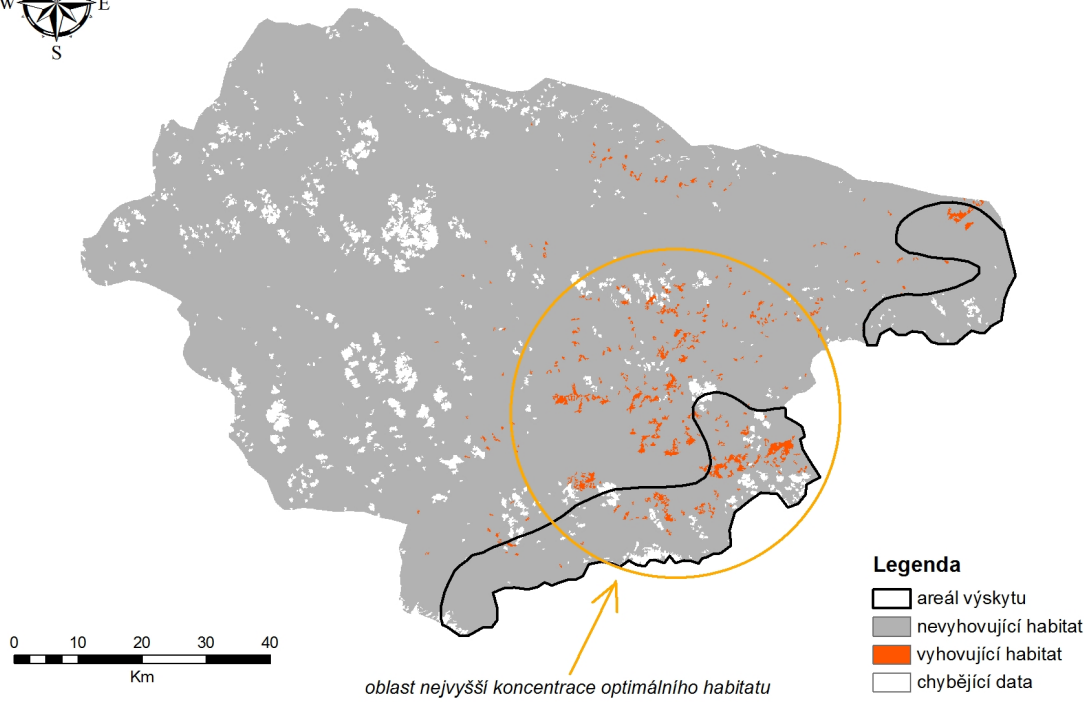 W E
S
Legenda
areál výskytu
nevyhovující habitat
vyhovující habitat
chybějící data
0 10 20 30 40
Km
oblast nejvyšší koncentrace optimálního habitatu